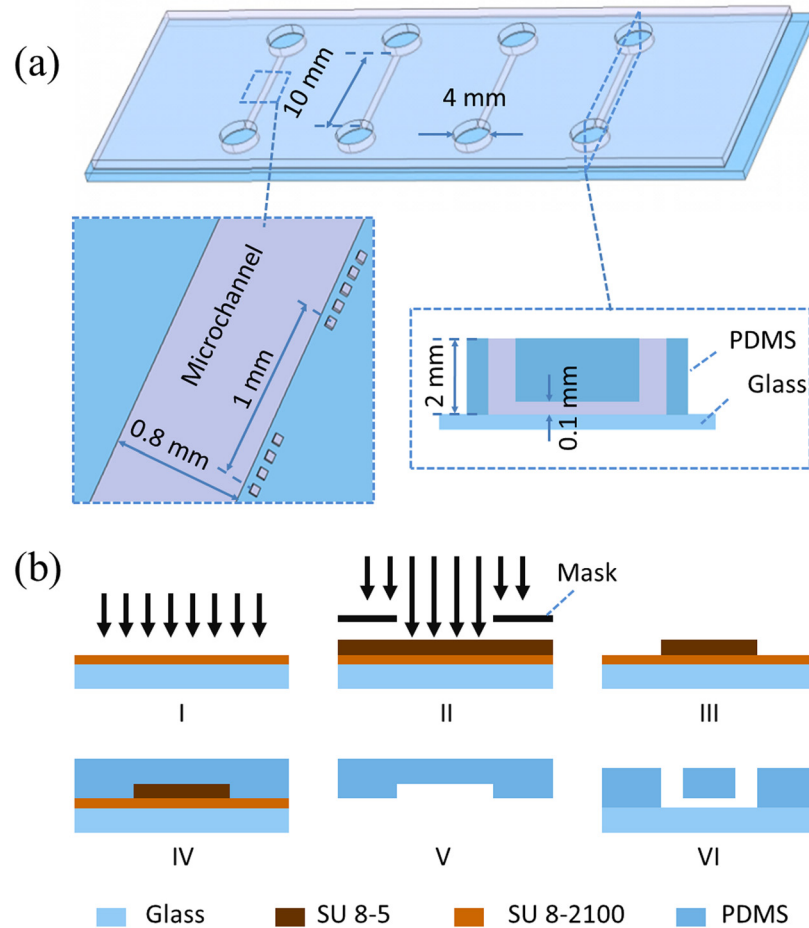 (a)
10 mm
4 mm
Microchannel
1 mm
0.8 mm
2 mm
0.1 mm
PDMS
Glass
(b)
Mask
I
II
III
IV
V
VI
Glass
SU 8-5
SU 8-2100
PDMS